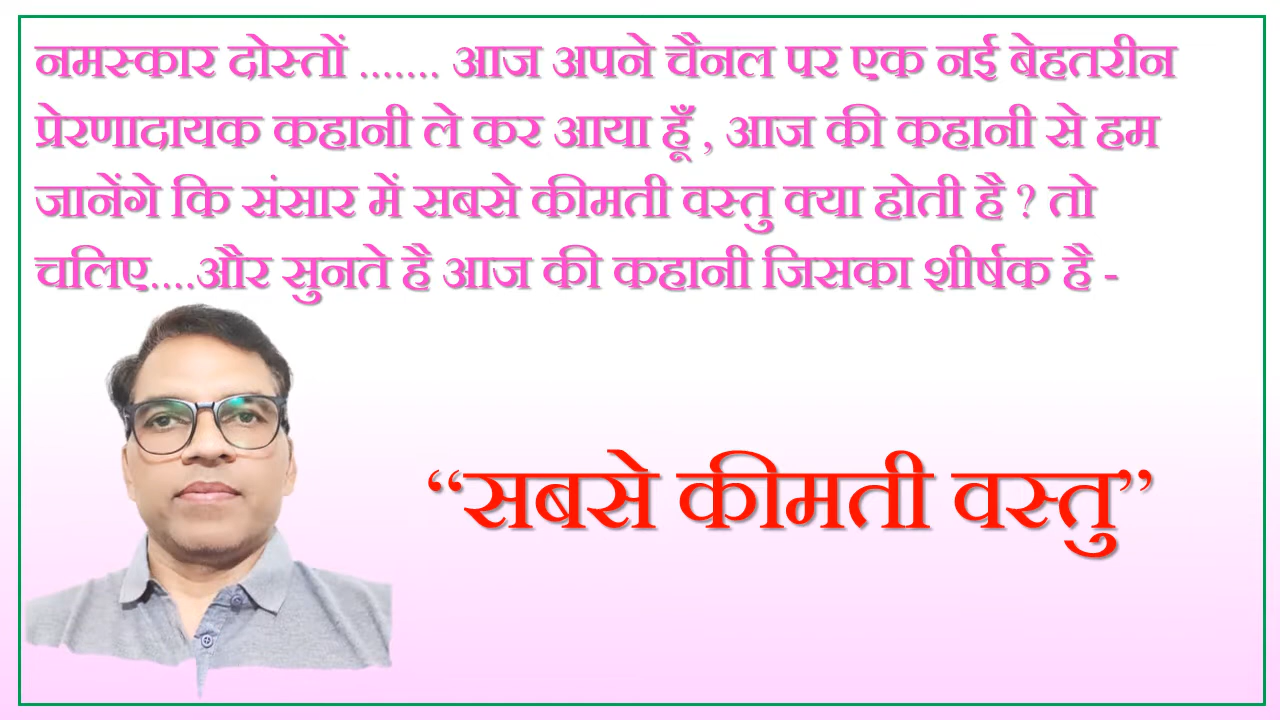 नमस्कार दोस्तों ....... आज अपने चैनल पर एक नई बेहतरीन
प्रेरणादायक कहानी ले कर आया हूँ , आज की कहानी से हम
जानेंगे कि संसार में सबसे कीमती वस्तु क्या होती है ? तो
चलिए....और सुनते है आज की कहानी जिसका शीर्षक है -
“सबसे कीमती वस्तु”